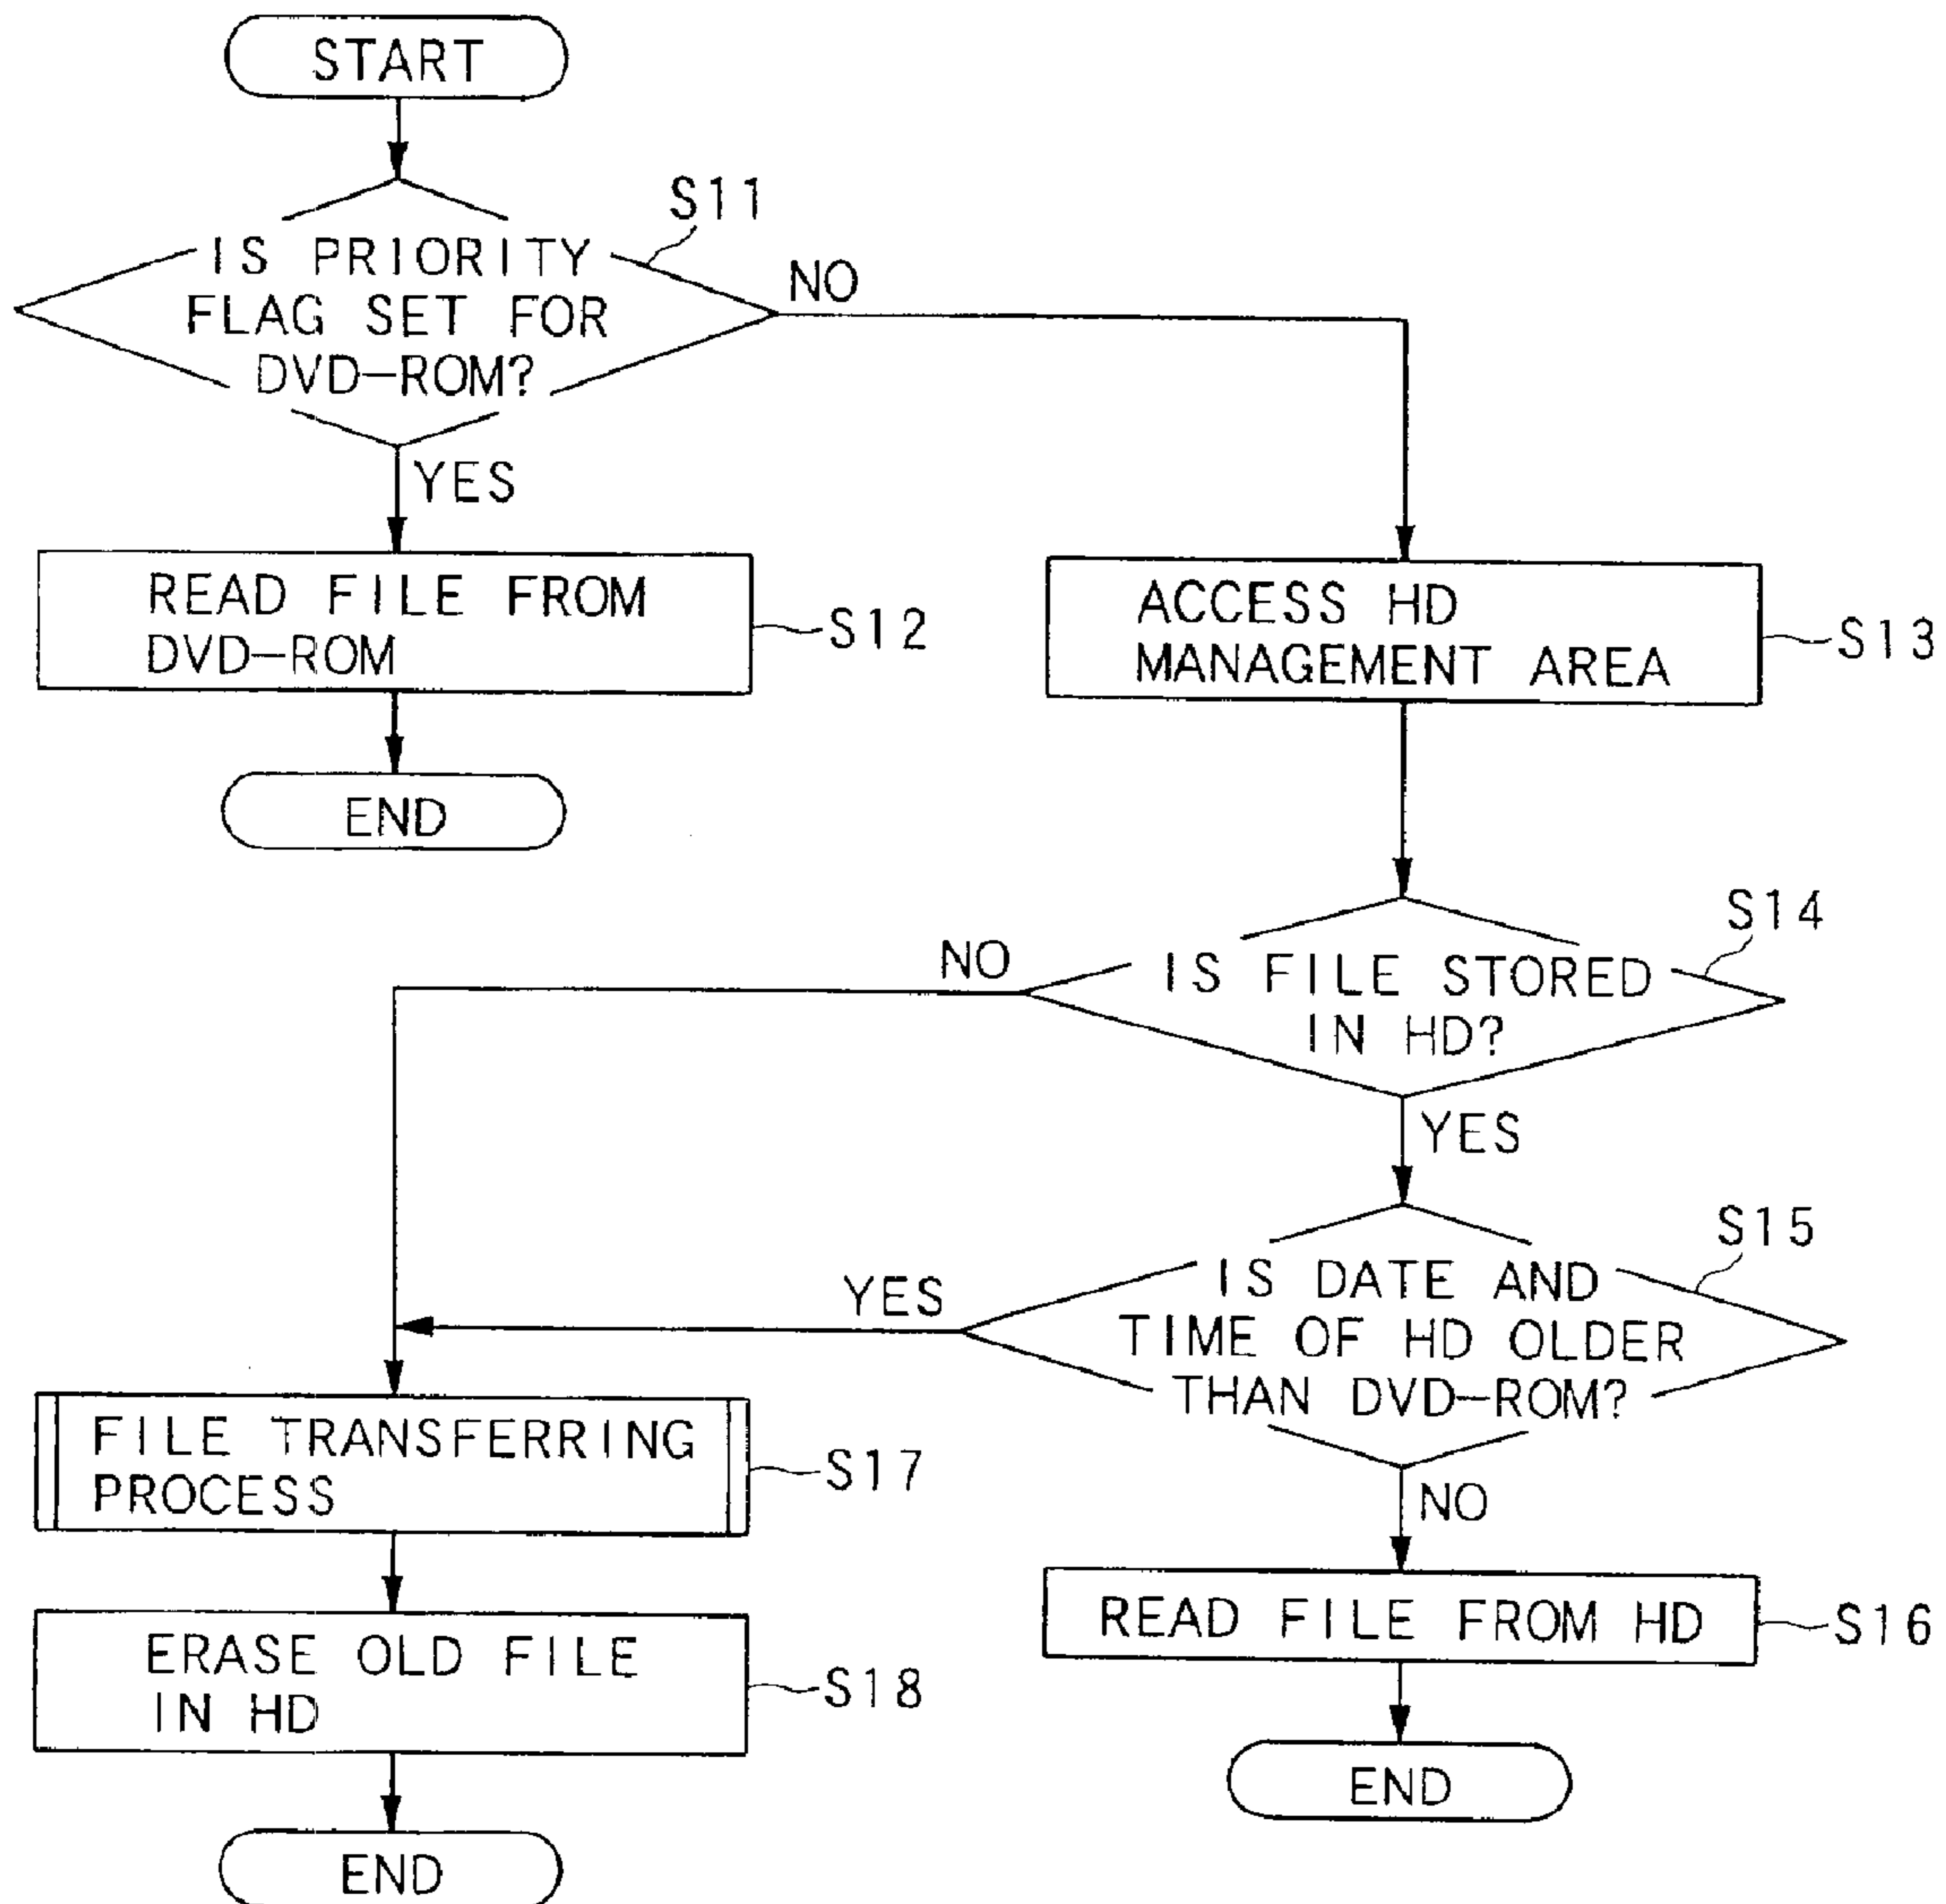 START
S11
IS PRIORITY
FLAG SET FOR
DVD-ROM?
NO
YES
READ FILE FROM
DVD-ROM
S12
ACCESS HD
MANAGEMENT AREA
S13
END
S14
NO
IS FILE STORED
IN HD?
YES
S15
YES
IS DATE AND
TIME OF HD OLDER
THAN DVD-ROM?
FILE TRANSFERRING
PROCESS
S17
NO
READ FILE FROM HD
S16
ERASE OLD FILE
IN HD
S18
END
END